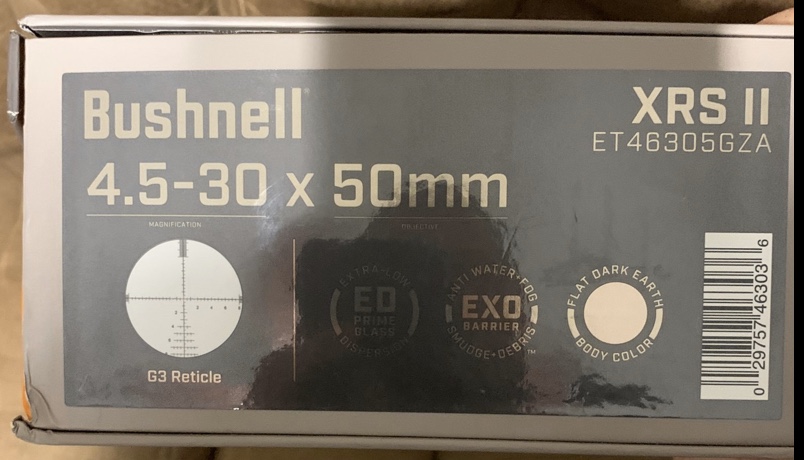 Bushnell
XRS II
ET46305GZA
4.5-30 x 50mm
MAGNIFICATION
OBJECTIVE
G3 Reticle
EXTRA-LOW
ED
PRIME
GLASS
DISPERSION
ANTI WATER+FOG
EXO
BARRIER
SMUDGE+DEBRIS™
FLAT DARK EARTH
BODY COLOR
0 29757 46303 6